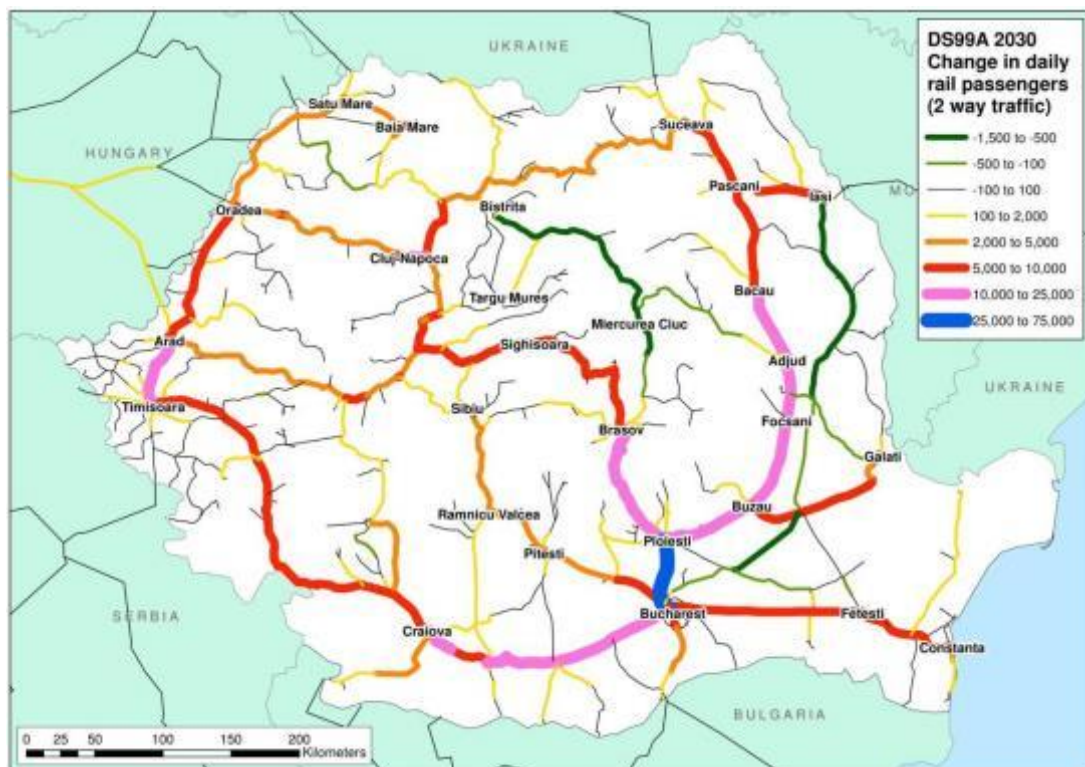 UKRAINE
DS99A 2030
Change in daily
rail passengers
(2 way traffic)
-1,500 to -500
-500 to -100
-100 to 100
100 to 2,000
2,000 to 5,000
5,000 to 10,000
10,000 to 25,000
25,000 to 75,000
Satu Mare
Baia Mare
Suceava
HUNGARY
Pascani
Iasi
MO
Oradea
Bistrita
Cluj-Napoca
Targu Mures
Bacau
Miercurea Ciuc
Arad
Sighisoara
Adjud
UKRAINE
Timisoara
Sibiu
Brasov
Focsani
Galati
Ramnicu Valcea
Buzau
Pitesti
Ploiesti
SERBIA
Bucharest
Fetesti
Craiova
Constanta
BULGARIA
0 25 50 100 150 200
Kilometers